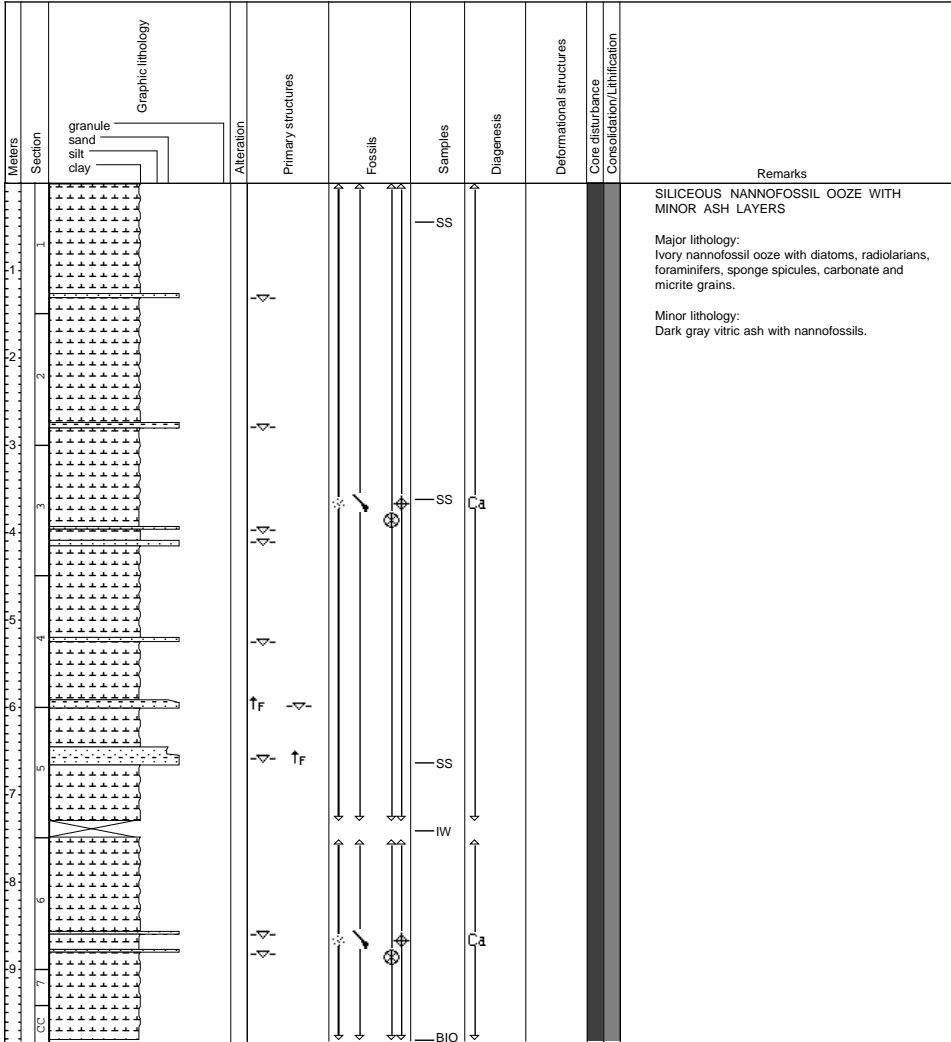 Meters
Section
Graphic lithology
granule
sand
silt
clay
Alteration
Primary structures
Fossils
Samples
Diagenesis
Deformational structures
Core disturbance
Consolidation/Lithification
Remarks
SILICEOUS NANNOFOSSIL OOZE WITH
MINOR ASH LAYERS
Major lithology:
Ivory nannofossil ooze with diatoms, radiolarians,
foraminifers, sponge spicules, carbonate and
micrite grains.
Minor lithology:
Dark gray vitric ash with nannofossils.
1
2
3
4
5
6
7
8
9
1
2
3
4
5
6
7
CC
F
F
SS
SS
SS
IW
BIO
Ca
Ca